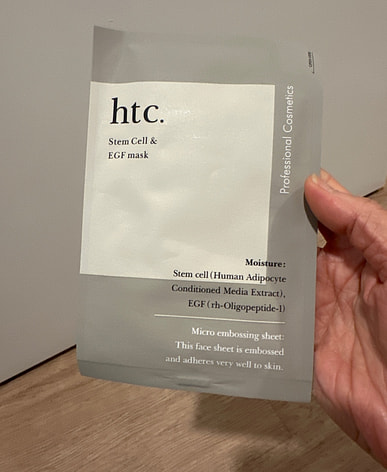 htc.
Stem Cell &
EGF mask
Professional Cosmetics
Moisture:
Stem cell (Human Adipocyte
Conditioned Media Extract),
EGF (rh-Oligopeptide-1)
Micro embossing sheet:
This face sheet is embossed
and adheres very well to skin.